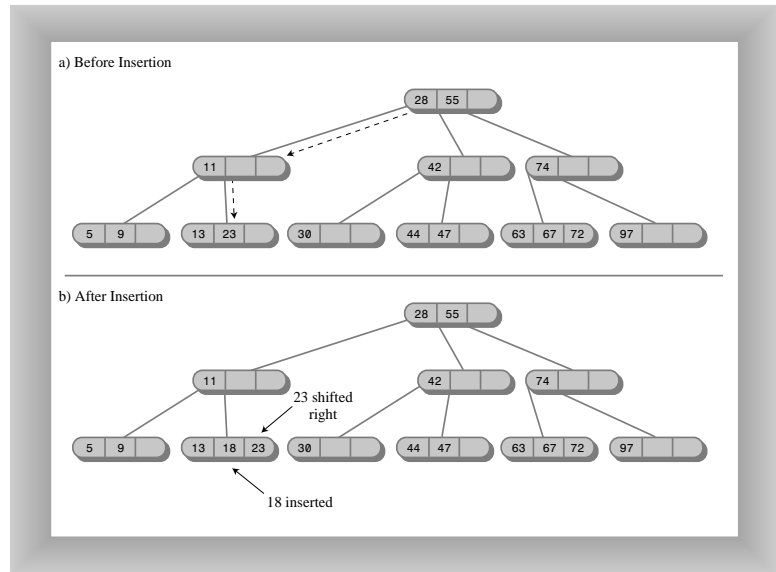 a) Before Insertion
28 55
11
42
74
5 9
13 23
30
44 47
63 67 72
97
b) After Insertion
28 55
11
42
74
23 shifted
right
5 9
13 18 23
30
44 47
63 67 72
97
18 inserted